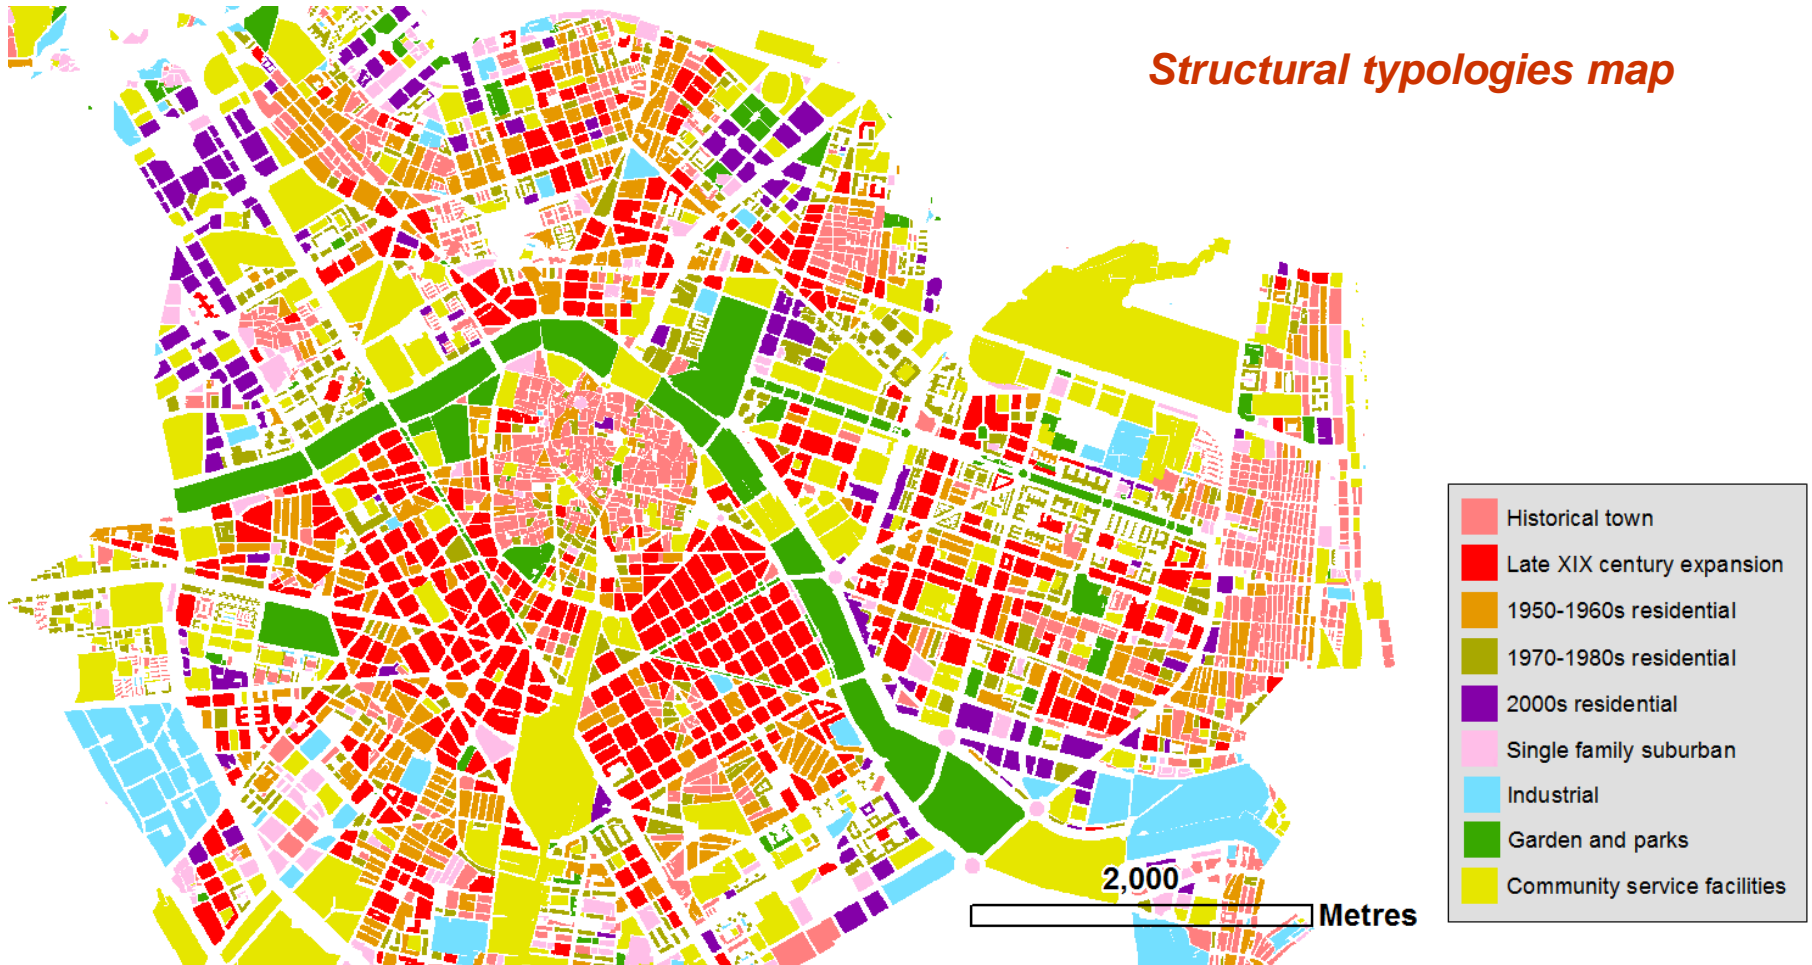 Structural typologies map
Historical town
Late XIX century expansion
1950-1960s residential
1970-1980s residential
2000s residential
Single family suburban
Industrial
Garden and parks
Community service facilities
2,000
Metres